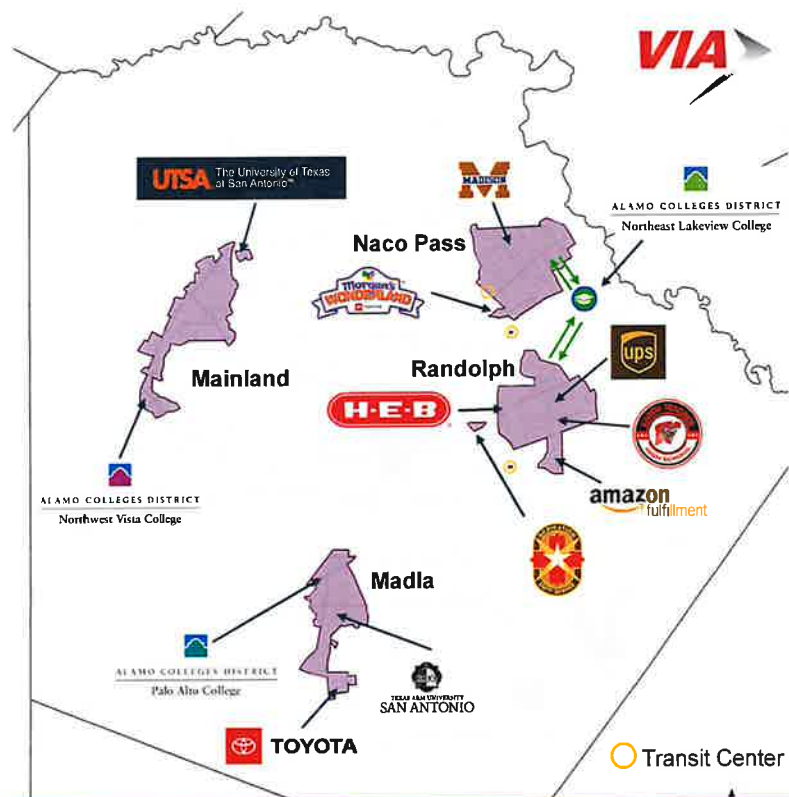 VIA
UTSA
The University of Texas
at San Antonio™
M
MADISON
ALAMO COLLEGES DISTRICT
Northeast Lakeview College
Naco Pass
Morgan's
WONDERLAND
ups
Randolph
Mainland
H-E-B
amazon
fulfillment
ALAMO COLLEGES DISTRICT
Northwest Vista College
Madla
ALAMO COLLEGES DISTRICT
Palo Alto College
TEXAS A&M UNIVERSITY
SAN ANTONIO
TOYOTA
Transit Center